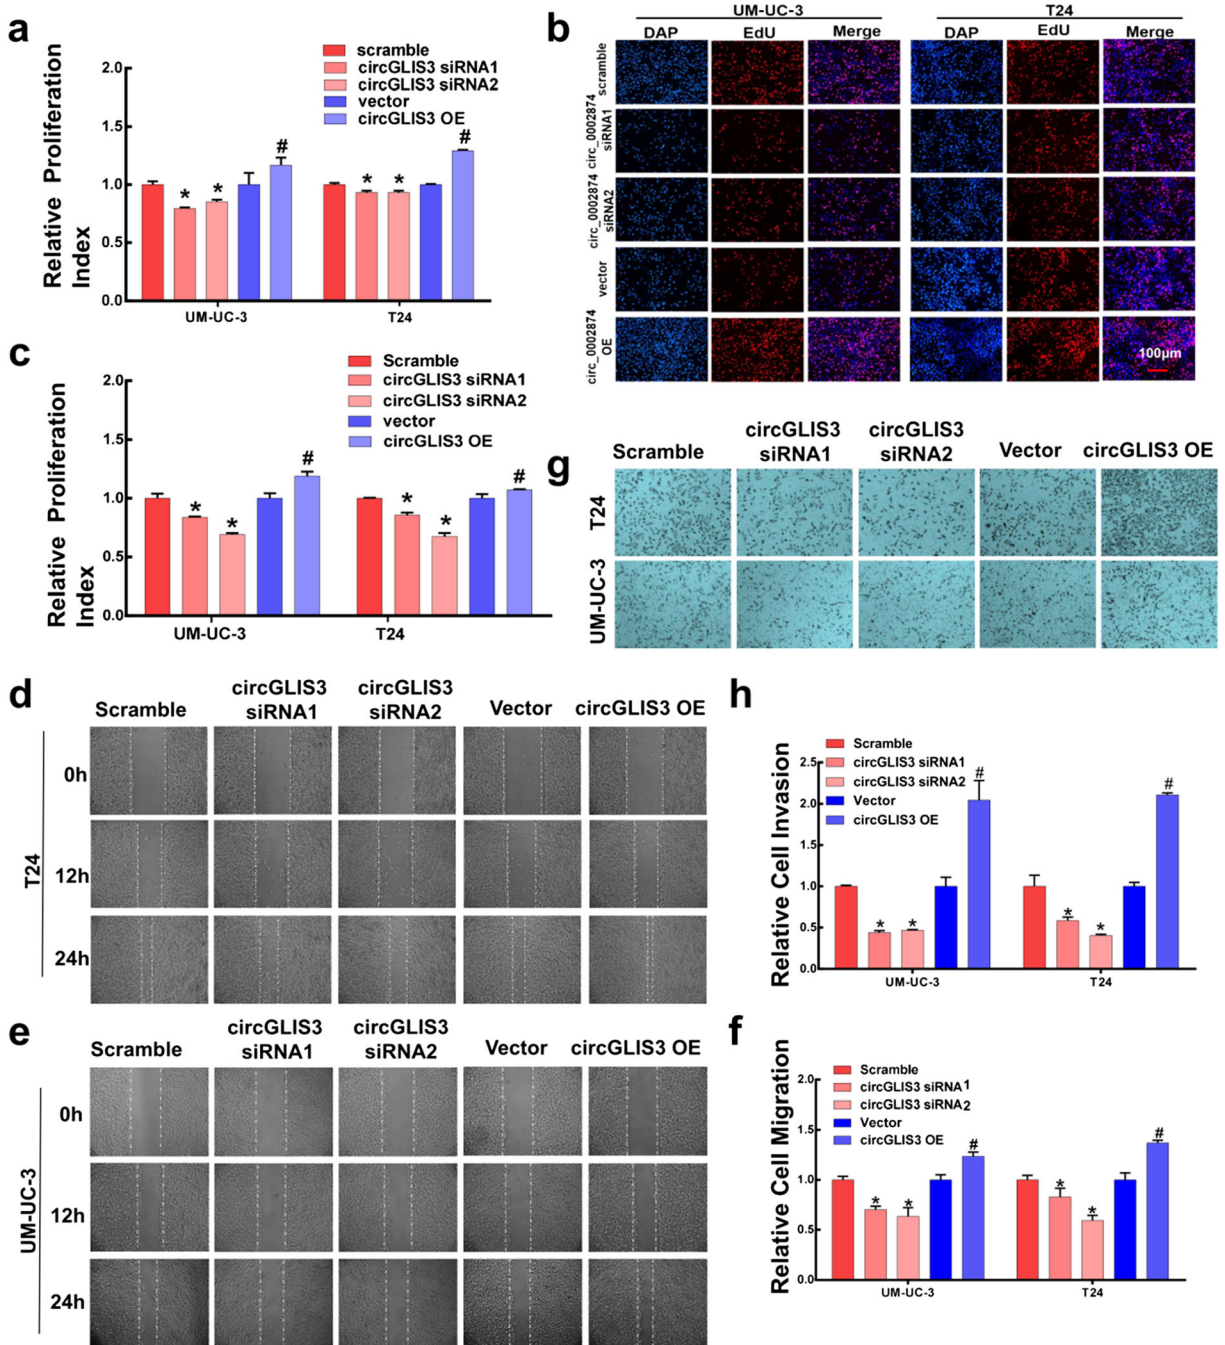 a
scramble
circGLIS3 siRNA1
circGLIS3 siRNA2
vector
circGLIS3 OE
Relative Proliferation
Index
2.0
1.5
1.0
0.5
0.0
* * #
* * #
UM-UC-3 T24
b
UM-UC-3 T24
DAP EdU Merge DAP EdU Merge
scramble
circ_0002874
siRNA1
circ_0002874
siRNA2
vector
circ_0002874
OE
100μm
c
Scramble
circGLIS3 siRNA1
circGLIS3 siRNA2
vector
circGLIS3 OE
Relative Proliferation
Index
2.0
1.5
1.0
0.5
0.0
* * #
* * #
UM-UC-3 T24
g
Scramble circGLIS3 siRNA1 circGLIS3 siRNA2 Vector circGLIS3 OE
T24
UM-UC-3
d
Scramble circGLIS3 siRNA1 circGLIS3 siRNA2 Vector circGLIS3 OE
T24
0h
12h
24h
e
Scramble circGLIS3 siRNA1 circGLIS3 siRNA2 Vector circGLIS3 OE
UM-UC-3
0h
12h
24h
h
Scramble
circGLIS3 siRNA1
circGLIS3 siRNA2
Vector
circGLIS3 OE
Relative Cell Invasion
2.5
2.0
1.5
1.0
0.5
0.0
* * #
* * #
UM-UC-3 T24
f
Scramble
circGLIS3 siRNA1
circGLIS3 siRNA2
Vector
circGLIS3 OE
Relative Cell Migration
2.0
1.5
1.0
0.5
0.0
* * #
* * #
UM-UC-3 T24